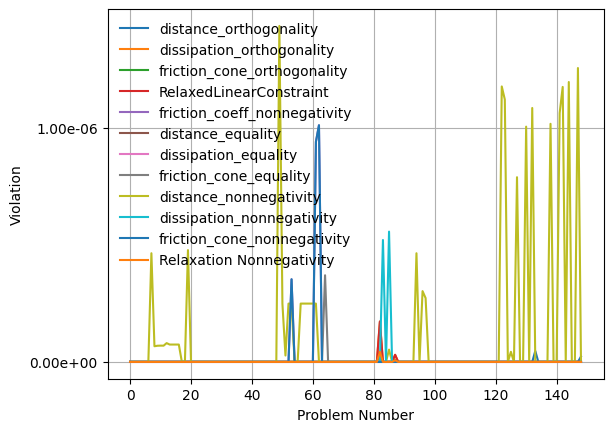 distance_orthogonality
dissipation_orthogonality
friction_cone_orthogonality
RelaxedLinearConstraint
friction_coeff_nonnegativity
distance_equality
dissipation_equality
friction_cone_equality
distance_nonnegativity
dissipation_nonnegativity
friction_cone_nonnegativity
Relaxation Nonnegativity
1.00e-06
0.00e+00
Violation
0 20 40 60 80 100 120 140
Problem Number